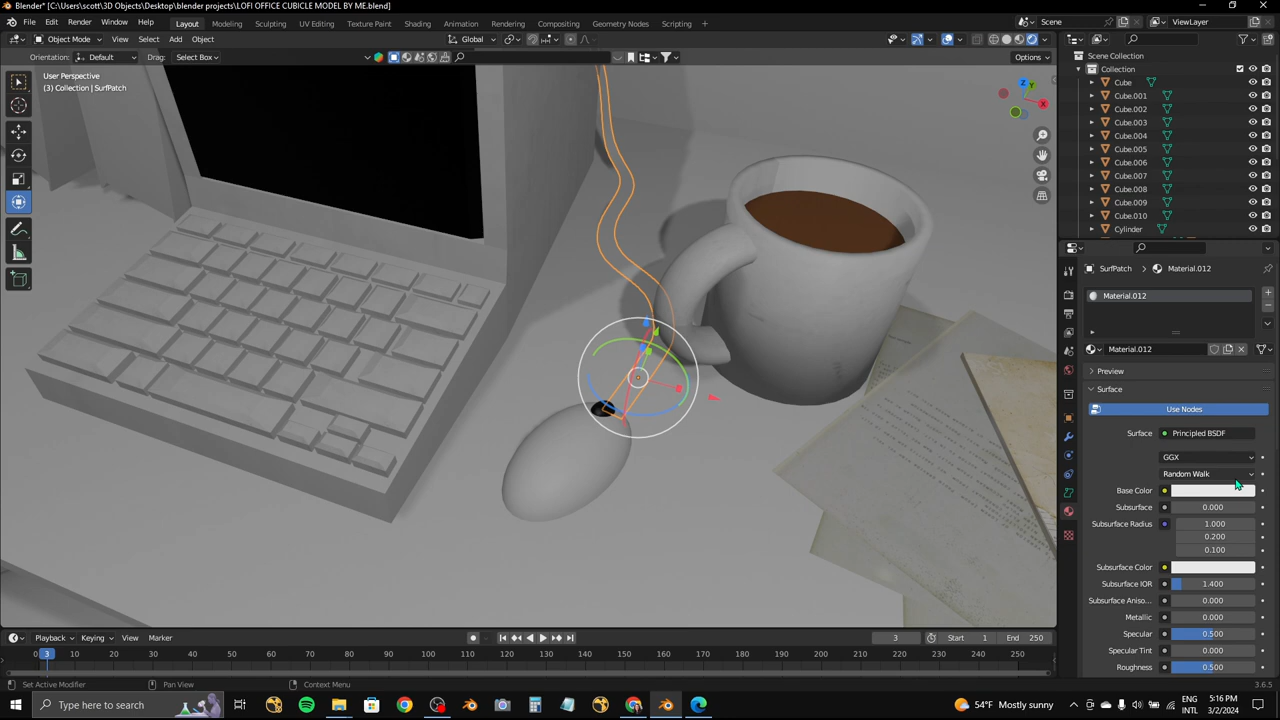 Blender* [C:\Users\scott\3D Objects\Desktop\blender projects\LOFI OFFICE CUBICLE MODEL BY ME.blend]
File Edit Render Window Help Layout Modeling Sculpting UV Editing Texture Paint Shading Animation Rendering Compositing Geometry Nodes Scripting + Scene ViewLayer
Object Mode View Select Add Object Global
Orientation: Default Drag: Select Box Options
User Perspective
(3) Collection | SurfPatch
Z
Y
X
Scene Collection
Collection
Cube
Cube.001
Cube.002
Cube.003
Cube.004
Cube.005
Cube.006
Cube.007
Cube.008
Cube.009
Cube.010
Cylinder
SurfPatch Material.012
Material.012
Material.012
Preview
Surface
Use Nodes
Surface Principled BSDF
GGX
Random Walk
Base Color
Subsurface 0.000
Subsurface Radius 1.000
0.200
0.100
Subsurface Color
Subsurface IOR 1.400
Subsurface Aniso... 0.000
Metallic 0.000
Specular 0.500
Specular Tint 0.000
Roughness 0.500
Playback Keying View Marker 3 Start 1 End 250
0 3 10 20 30 40 50 60 70 80 90 100 110 120 130 140 150 160 170 180 190 200 210 220 230 240 250
Set Active Modifier Pan View Context Menu 3.6.5
Type here to search 54°F Mostly sunny ENG INTL 5:16 PM 3/2/2024